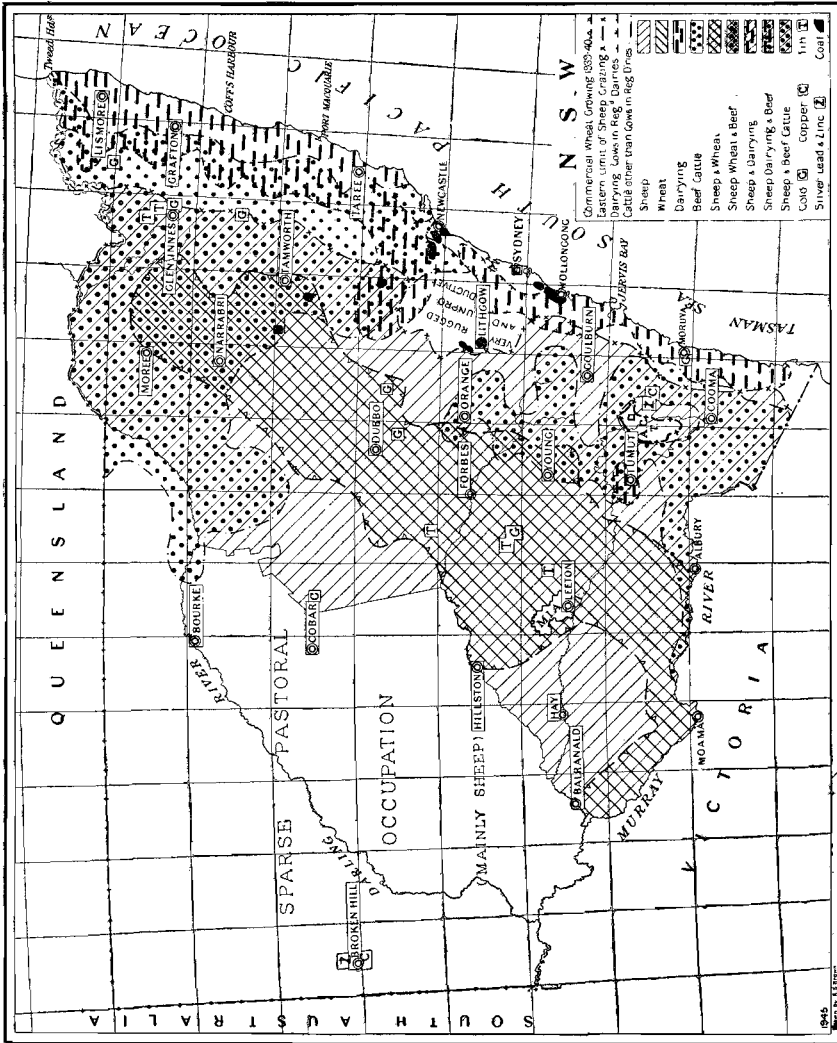 QUEENSLAND
SOUTH AUSTRALIA
VICTORIA
SOUTH PACIFIC OCEAN
TASMAN SEA
Tweed Hds
LISMORE
G
GRAFTON
COFFS HARBOUR
PORT MACQUARIE
T
T
GLEN INNES
G
G
TAMWORTH
TAREE
NEWCASTLE
MOREE
NARRABRI
VERY RUGGED
AND UNPRODUCTIVE
LITHGOW
SYDNEY
WOLLONGONG
JERVIS BAY
BOURKE
RIVER
DARLING
COBAR
C
DUBBO
G
G
ORANGE
FORBES
YOUNG
GOULBURN
T
T
G
T
M.I.A.
LEETON
TUMUT
Z
C
MORUYA
G
COOMA
ALBURY
HILLSTON
HAY
BALRANALD
MURRAY
RIVER
MOAMA
SPARSE PASTORAL
OCCUPATION
(MAINLY SHEEP)
BROKEN HILL
Z
C
N.S.W
Commercial Wheat Growing 1939-40
Eastern Limit of Sheep Grazing
Dairying Cows in Reg'd Dairies
Cattle other than Cows in Reg Dries
Sheep
Wheat
Dairying
Beef Cattle
Sheep & Wheat
Sheep Wheat & Beef
Sheep & Dairying
Sheep Dairying & Beef
Sheep & Beef Cattle
Gold G Copper C Tin T
Silver Lead & Zinc Z Coal
1945